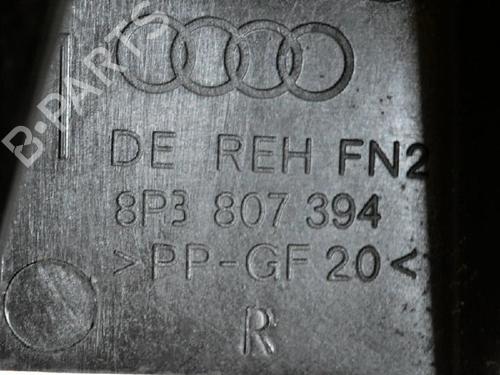 B-PARTS
DE REH FN2
8P3 807 394
>PP-GF 20<
R